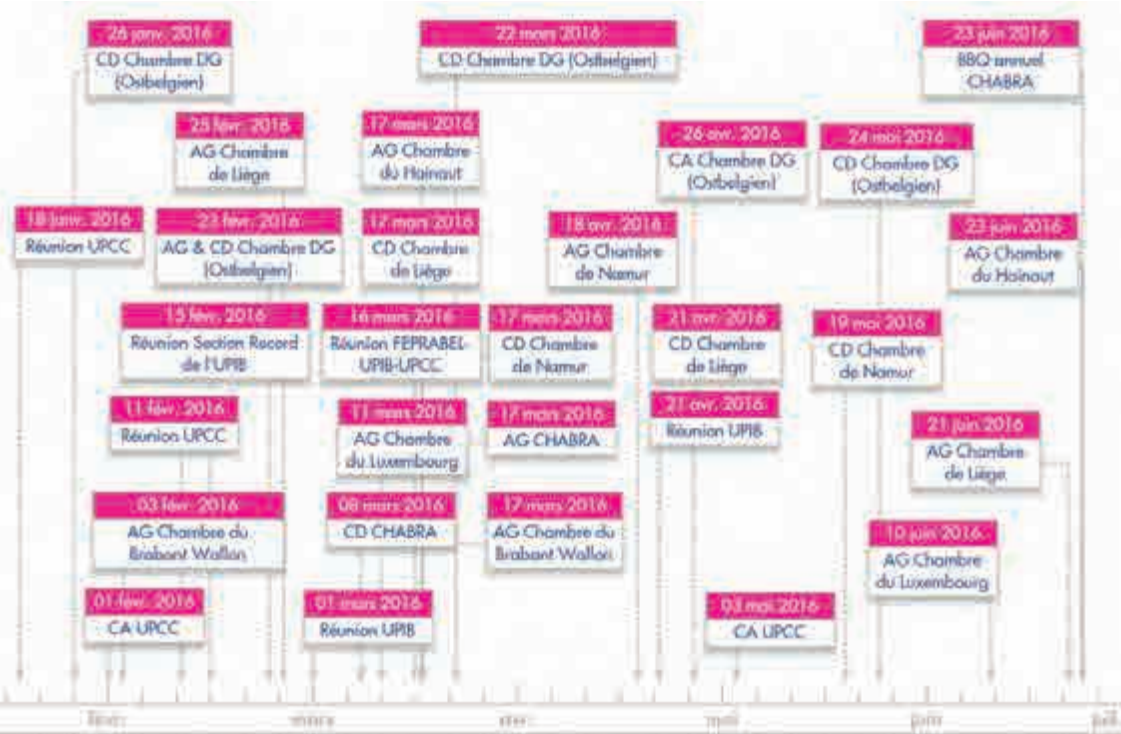 26 janv. 2016
CD Chambre DG
(Ostbelgien)
22 mars 2016
CD Chambre DG (Ostbelgien)
23 juin 2016
BBQ annuel
CHABRA
25 févr. 2016
AG Chambre
de Liège
17 mars 2016
AG Chambre
du Hainaut
26 avr. 2016
CA Chambre DG
(Ostbelgien)
24 mai 2016
CD Chambre DG
(Ostbelgien)
18 janv. 2016
Réunion UPCC
23 févr. 2016
AG & CD Chambre DG
(Ostbelgien)
17 mars 2016
CD Chambre
de Liège
18 avr. 2016
AG Chambre
de Namur
23 juin 2016
AG Chambre
du Hainaut
15 févr. 2016
Réunion Section Record
de l'UPIB
16 mars 2016
Réunion FEPRABEL-
UPIB-UPCC
17 mars 2016
CD Chambre
de Namur
21 avr. 2016
CD Chambre
de Liège
19 mai 2016
CD Chambre
de Namur
11 févr. 2016
Réunion UPCC
11 mars 2016
AG Chambre
du Luxembourg
17 mars 2016
AG CHABRA
21 avr. 2016
Réunion UPIB
21 juin 2016
AG Chambre
de Liège
03 févr. 2016
AG Chambre du
Brabant Wallon
08 mars 2016
CD CHABRA
17 mars 2016
AG Chambre du
Brabant Wallon
10 juin 2016
AG Chambre
du Luxembourg
01 févr. 2016
CA UPCC
01 mars 2016
Réunion UPIB
03 mai 2016
CA UPCC
févr. mars avr. mai juin juil.